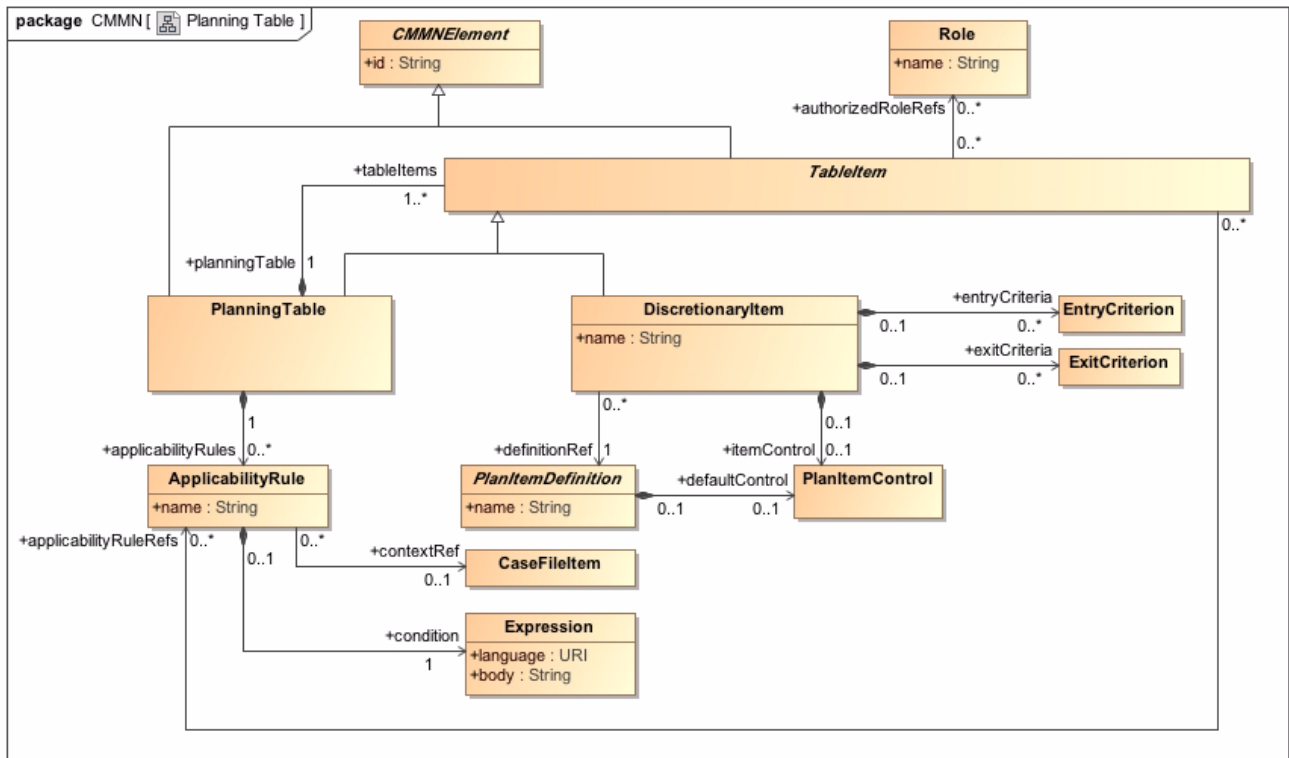 package CMMN [ Planning Table ]
CMMNElement
+id : String
Role
+name : String
+authorizedRoleRefs 0..*
0..*
+tableItems
1..*
TableItem
0..*
+planningTable 1
PlanningTable
DiscretionaryItem
+name : String
+entryCriteria
0..1 0..*
EntryCriterion
+exitCriteria
0..1 0..*
ExitCriterion
1
+applicabilityRules 0..*
0..*
+definitionRef 1
0..1
+itemControl 0..1
ApplicabilityRule
+name : String
PlanItemDefinition
+name : String
+defaultControl
0..1 0..1
PlanItemControl
+applicabilityRuleRefs 0..*
0..1
0..*
+contextRef
0..1
CaseFileItem
+condition
1
Expression
+language : URI
+body : String